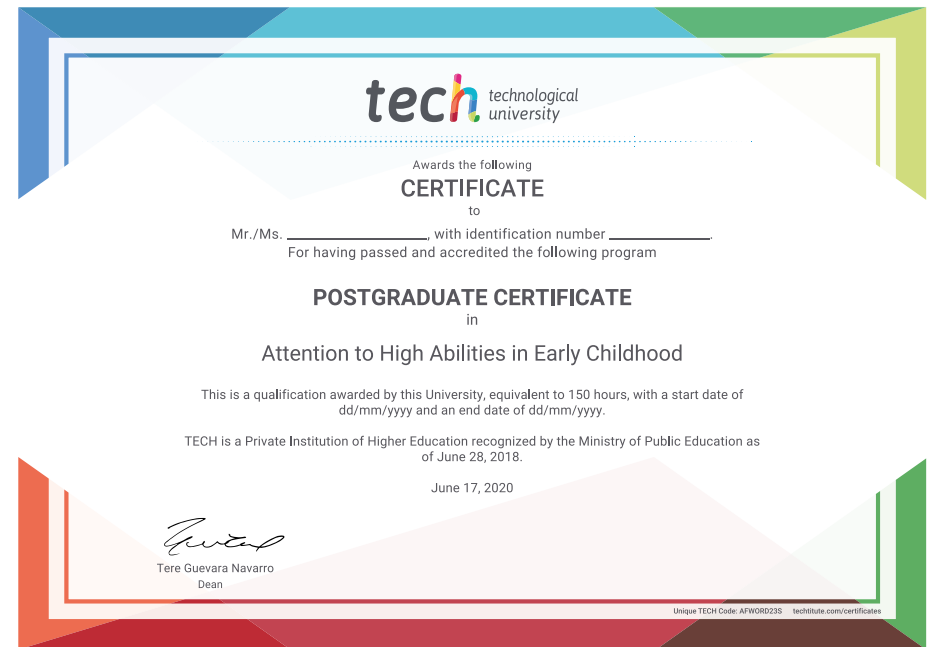 tech technological
university
Awards the following
CERTIFICATE
to
Mr./Ms. ____________________, with identification number ______________.
For having passed and accredited the following program
POSTGRADUATE CERTIFICATE
in
Attention to High Abilities in Early Childhood
This is a qualification awarded by this University, equivalent to 150 hours, with a start date of
dd/mm/yyyy and an end date of dd/mm/yyyy.
TECH is a Private Institution of Higher Education recognized by the Ministry of Public Education as
of June 28, 2018.
June 17, 2020
Tere Guevara Navarro
Dean
Unique TECH Code: AFWORD23S techtitute.com/certificates